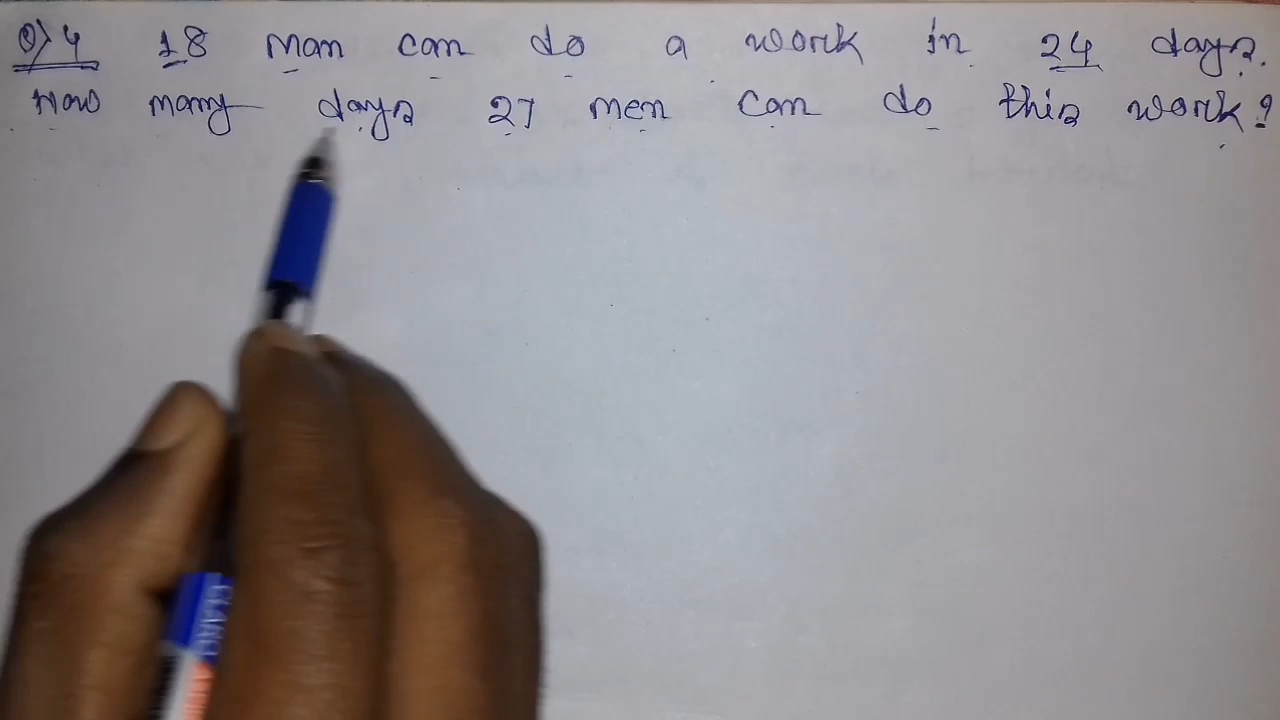 Q) 4 18 man can do a work in 24 days.
How many days 27 men can do this work?